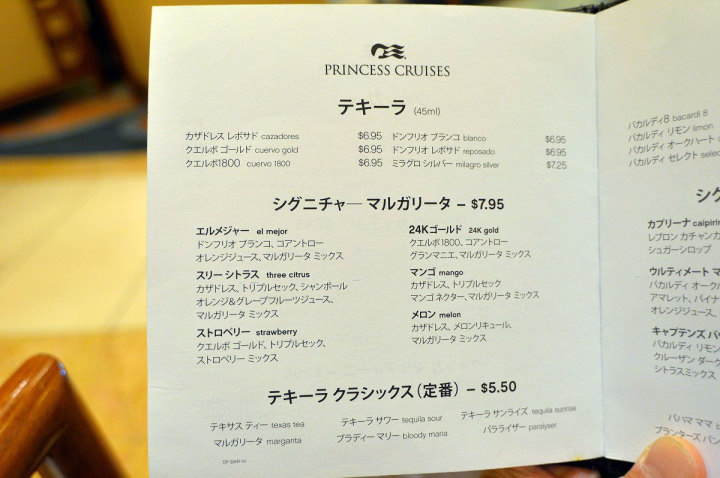 PRINCESS CRUISES
テキーラ (45ml)
カザドレス レポサド cazadores $6.95
クエルボ ゴールド cuervo gold $6.95
クエルボ1800 cuervo 1800 $6.95
ドンフリオ ブランコ blanco $6.95
ドンフリオ レポサド reposado $6.95
ミラグロ シルバー milagro silver $7.25
シグニチャー マルガリータ – $7.95
エルメジャー el mejor
ドンフリオ ブランコ、コアントロー
オレンジジュース、マルガリータ ミックス
スリー シトラス three citrus
カザドレス、トリプルセック、シャンボール
オレンジ&グレープフルーツジュース、
マルガリータ ミックス
ストロベリー strawberry
クエルボ ゴールド、トリプルセック、
ストロベリー ミックス
24Kゴールド 24K gold
クエルボ1800、コアントロー
グランマニエ、マルガリータ ミックス
マンゴ mango
カザドレス、トリプルセック
マンゴ ネクター、マルガリータ ミックス
メロン melon
カザドレス、メロンリキュール、
マルガリータ ミックス
テキーラ クラシックス(定番) – $5.50
テキサス ティー texas tea
マルガリータ margarita
テキーラ サワー tequila sour
ブラディー マリー bloody maria
テキーラ サンライズ tequila sunrise
パラライザー paralyser
SP-BAR-14
バカルディ8 bacardi 8
バカルディ リモン limon
バカルディ オークハート
バカルディ セレクト selec
シグ
カプリーナ caipirin
レブロン カチャンカ
シュガーシロップ
ウルティメート マ
バカルディ オーク
アマレット、パイナ
オレンジジュース、
キャプテンズ パ
バカルディ リモン
クルーザン ダーク
シトラスミックス
バハマ ママ
プランターズ パン